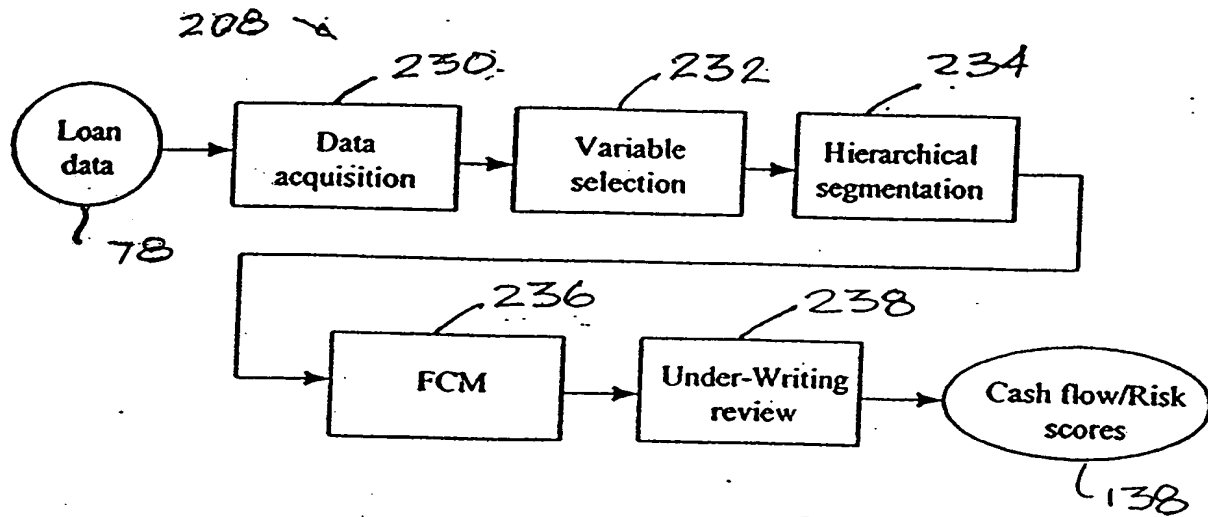 208
230
232
234
Loan
data
Data
acquisition
Variable
selection
Hierarchical
segmentation
78
236
238
FCM
Under-Writing
review
Cash flow/Risk
scores
138